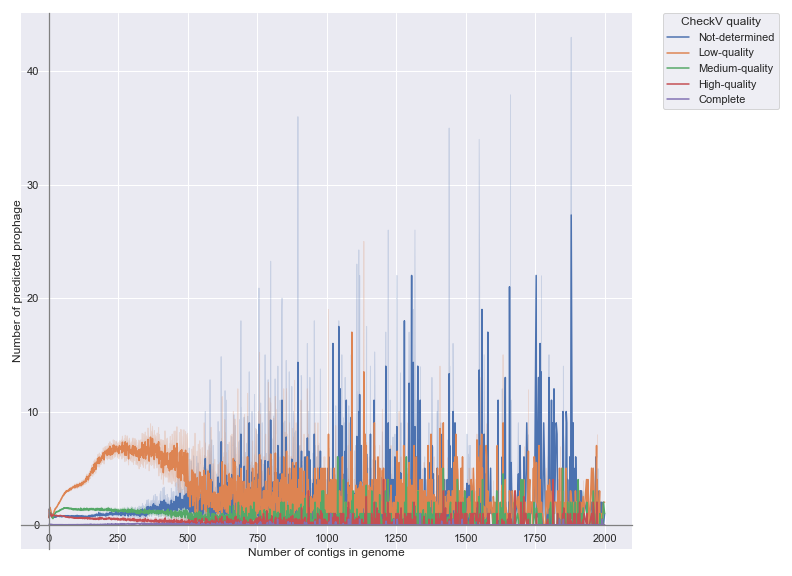 CheckV quality
Not-determined
Low-quality
Medium-quality
High-quality
Complete
Number of predicted prophage
40
30
20
10
0
0 250 500 750 1000 1250 1500 1750 2000
Number of contigs in genome